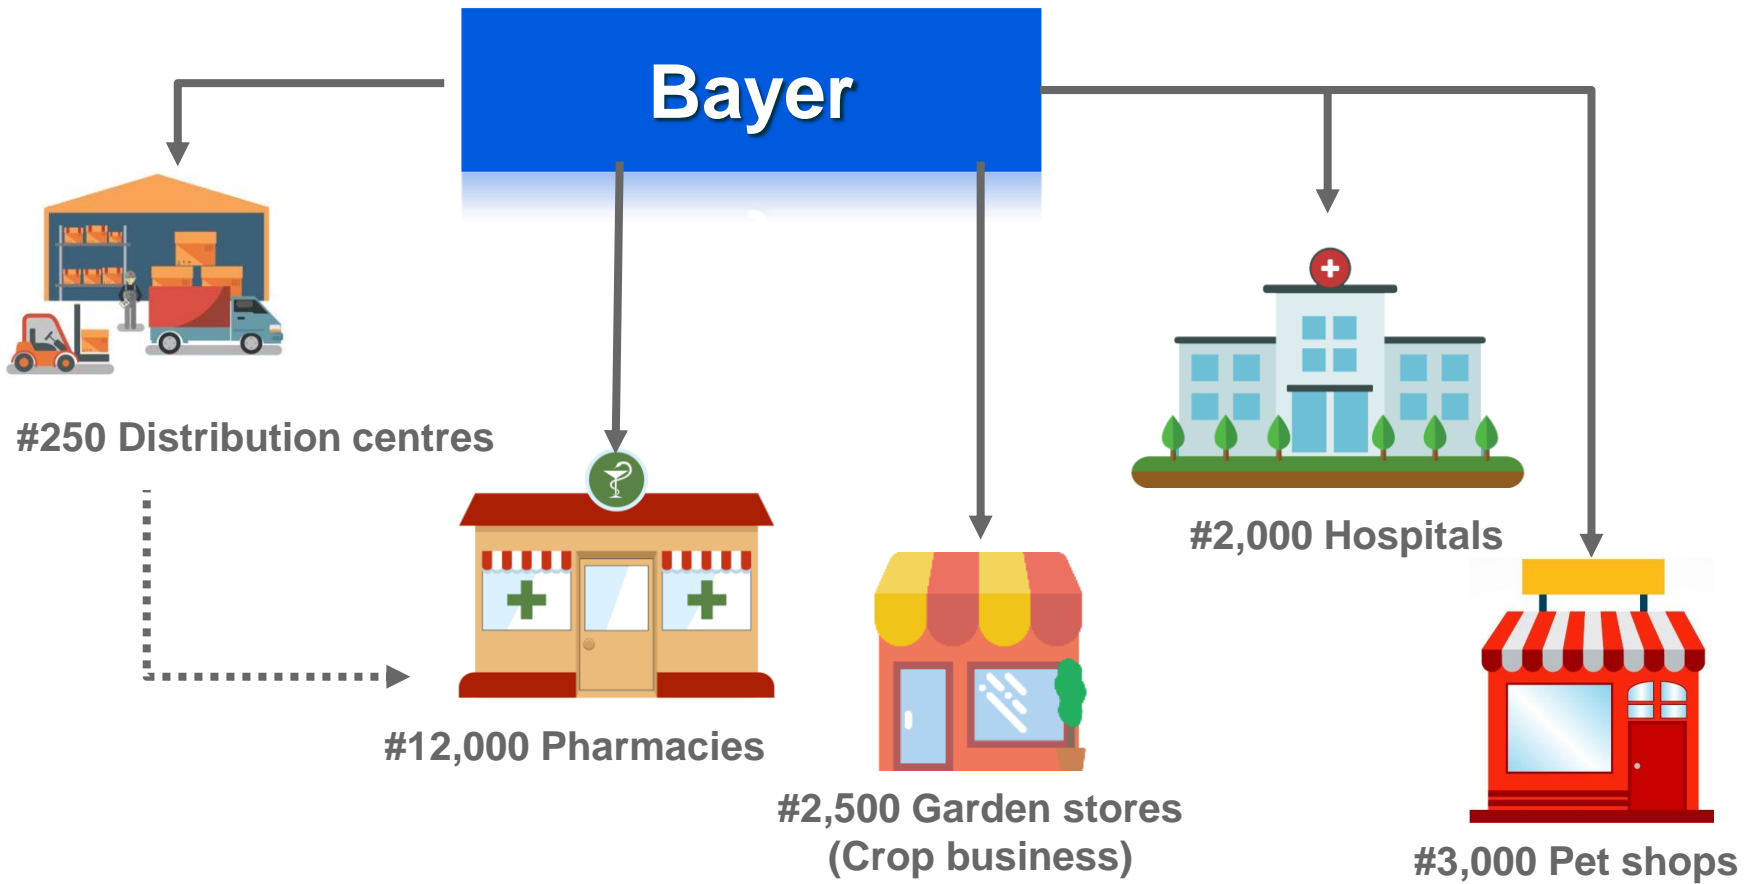 Bayer
#250 Distribution centres
#2,000 Hospitals
#12,000 Pharmacies
#2,500 Garden stores
(Crop business)
#3,000 Pet shops